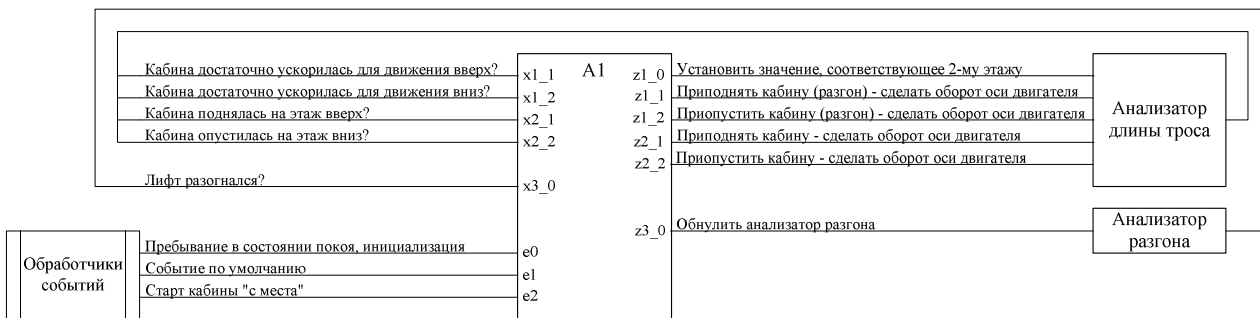 Кабина достаточно ускорилась для движения вверх?
x1_1
Кабина достаточно ускорилась для движения вниз?
x1_2
Кабина поднялась на этаж вверх?
x2_1
Кабина опустилась на этаж вниз?
x2_2
Лифт разогнался?
x3_0
Обработчики
событий
Пребывание в состоянии покоя, инициализация
e0
Событие по умолчанию
e1
Старт кабины "с места"
e2
A1
z1_0
Установить значение, соответствующее 2-му этажу
z1_1
Приподнять кабину (разгон) - сделать оборот оси двигателя
z1_2
Приопустить кабину (разгон) - сделать оборот оси двигателя
z2_1
Приподнять кабину - сделать оборот оси двигателя
z2_2
Приопустить кабину - сделать оборот оси двигателя
z3_0
Обнулить анализатор разгона
Анализатор
длины троса
Анализатор
разгона